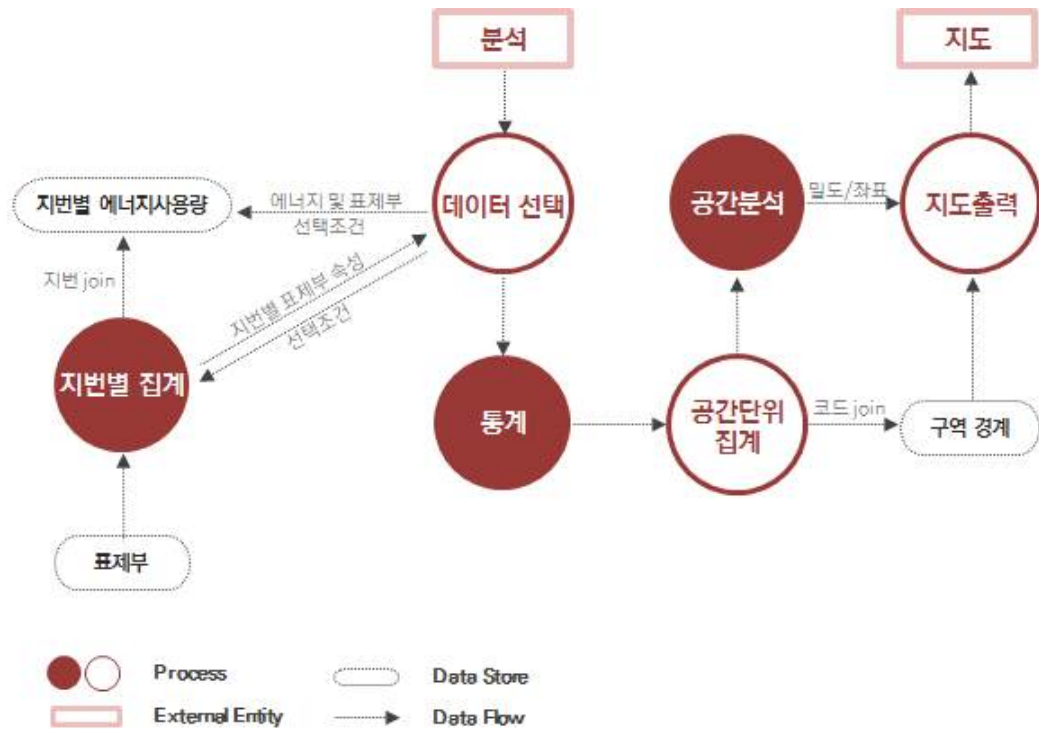 분석
지도
지번별 에너지사용량
에너지 및 표제부
선택조건
데이터 선택
공간분석
밀도/좌표
지도출력
지번 join
지번별 표제부 속성
선택조건
지번별 집계
통계
공간단위
집계
코드 join
구역 경계
표제부
Process
Data Store
External Entity
Data Flow